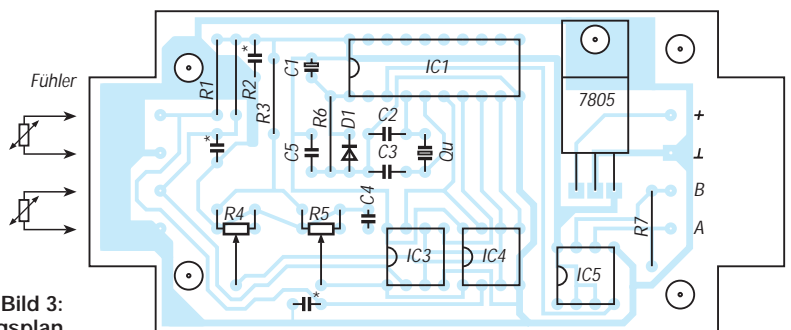 Fühler
R1
*
R2
R3
C1
R6
D1
C5
*
C2
C3
Qu
IC1
7805
+
⊥
B
A
R4
R5
C4
IC3
IC4
IC5
R7
*
Bild 3:
gsplan